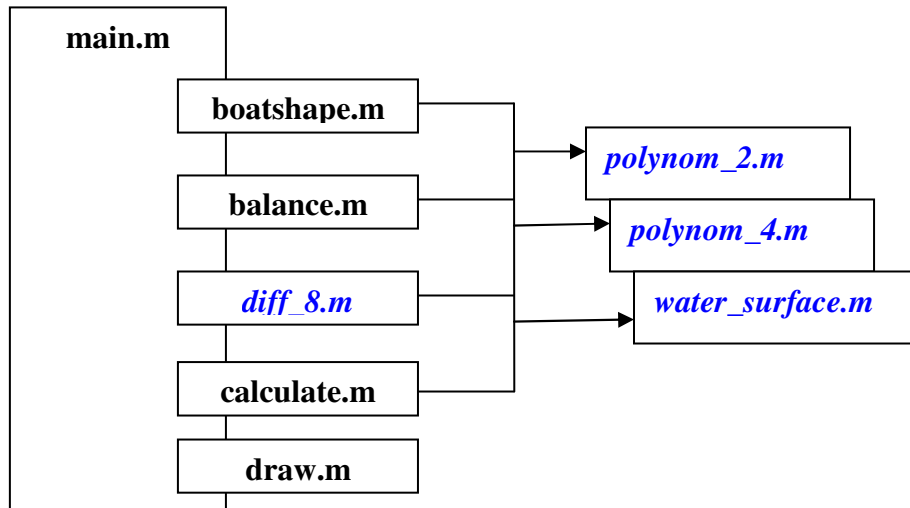 main.m
boatshape.m
balance.m
diff_8.m
calculate.m
draw.m
polynom_2.m
polynom_4.m
water_surface.m